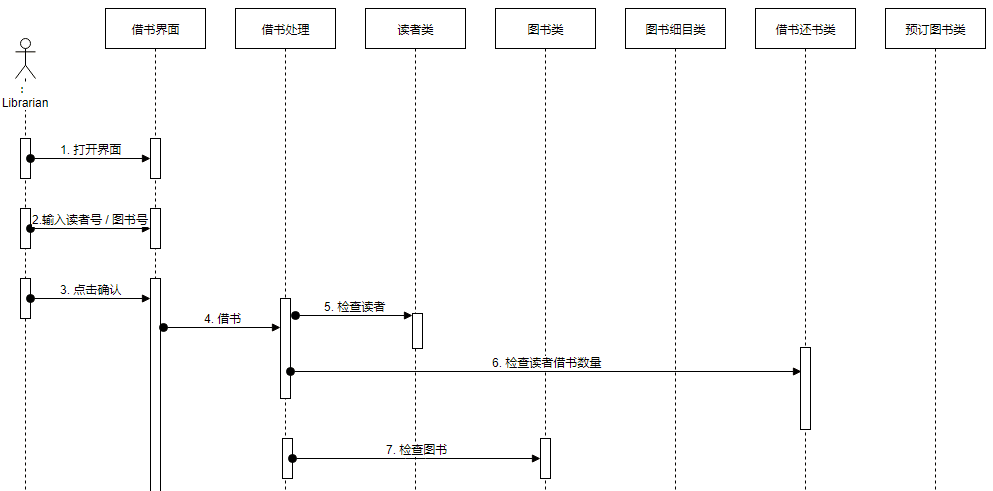 借书界面
借书处理
读者类
图书类
图书细目类
借书还书类
预订图书类
:
Librarian
1. 打开界面
2.输入读者号 / 图书号
3. 点击确认
4. 借书
5. 检查读者
6. 检查读者借书数量
7. 检查图书